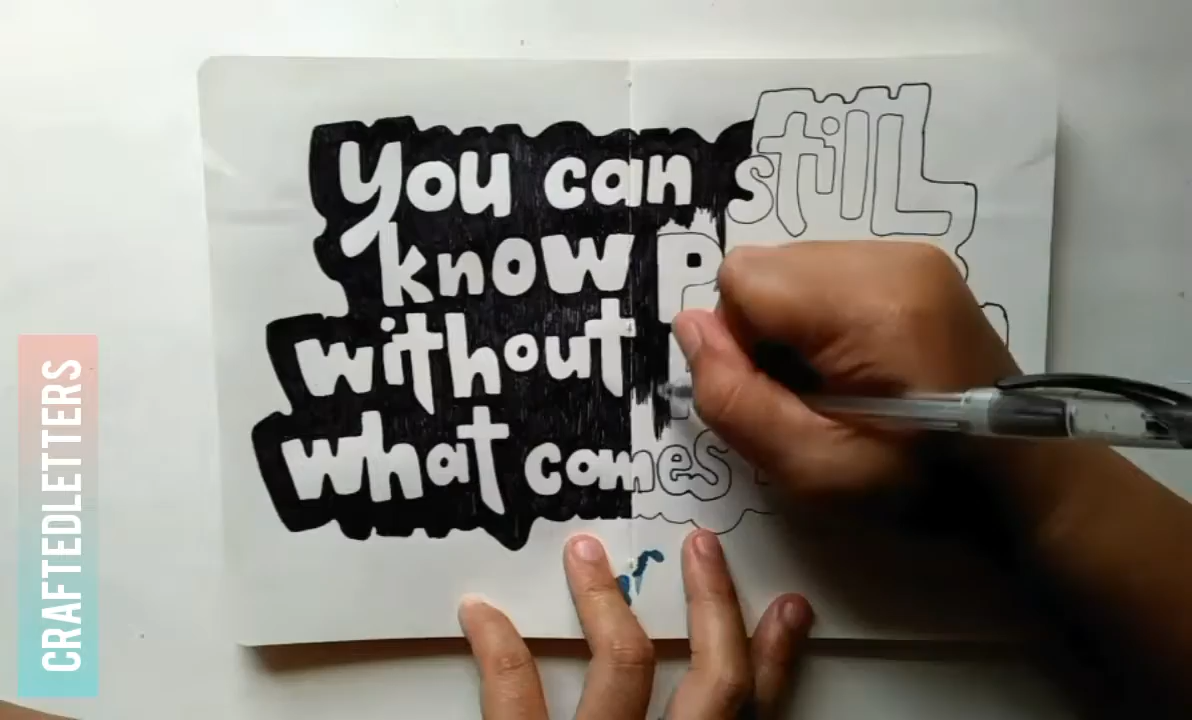 You can still
know
without
what comes
CRAFTEDLETTERS